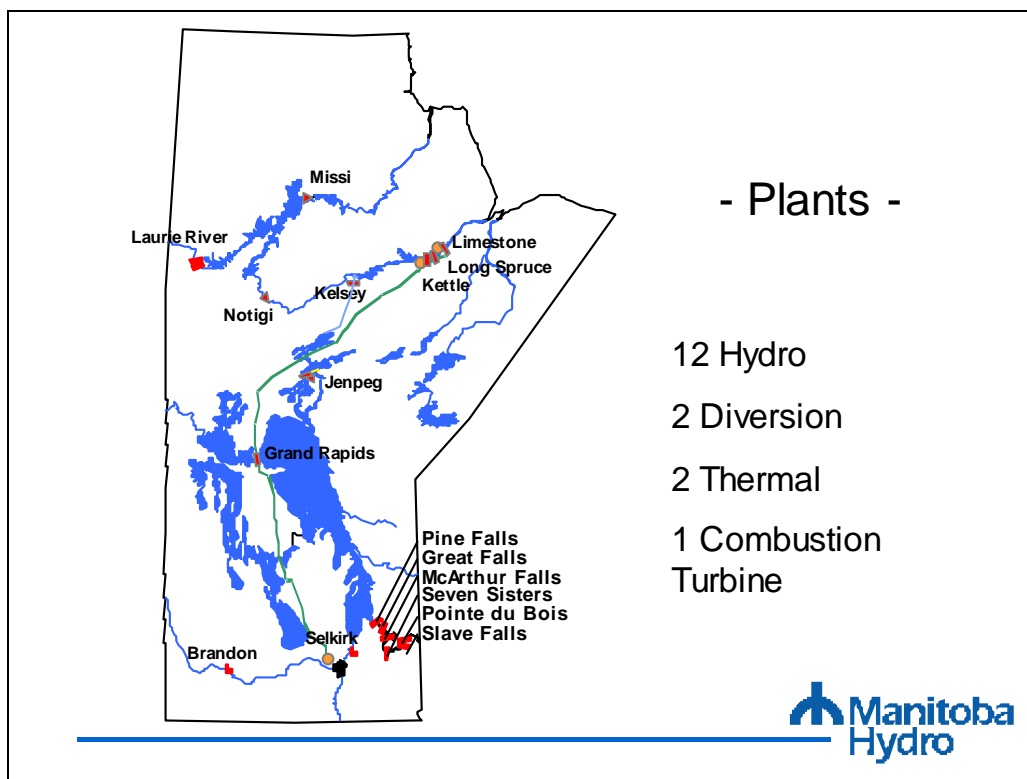 Missi
- Plants -
Laurie River
Limestone
Long Spruce
Kettle
Kelsey
Notigi
12 Hydro
Jenpeg
2 Diversion
Grand Rapids
2 Thermal
1 Combustion
Turbine
Pine Falls
Great Falls
McArthur Falls
Seven Sisters
Pointe du Bois
Slave Falls
Selkirk
Brandon
Manitoba
Hydro